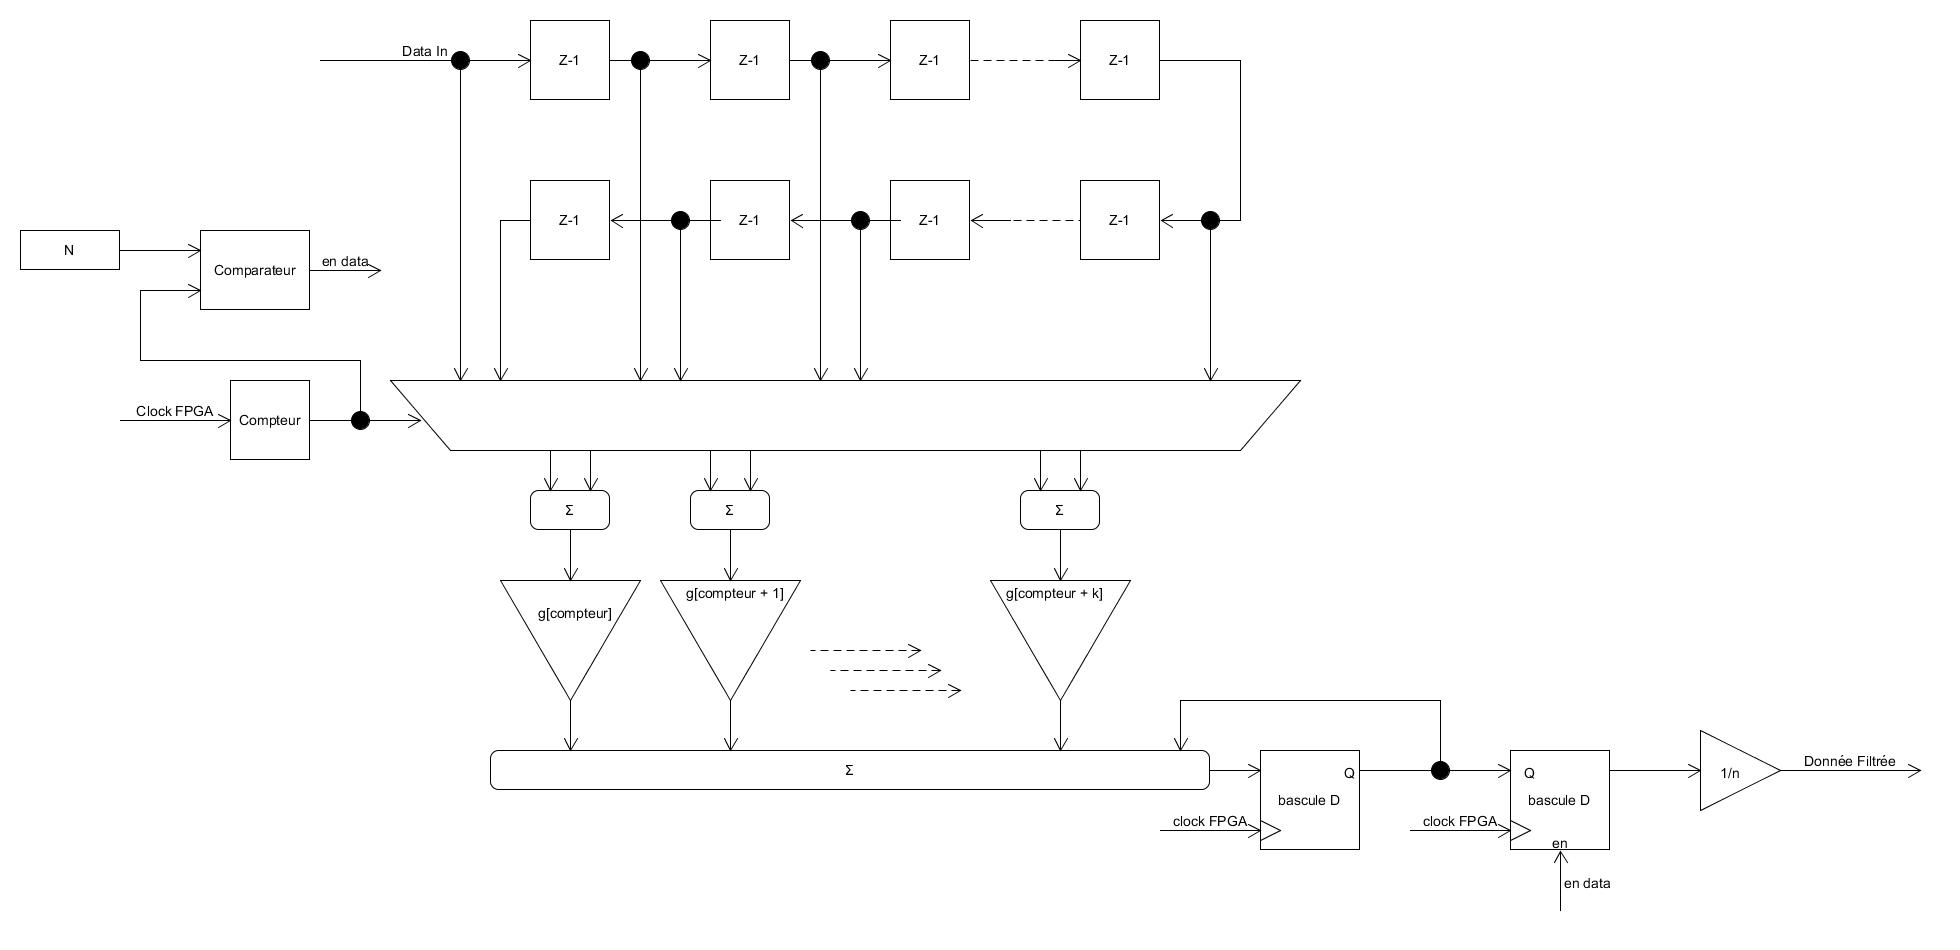 Data In
Z-1
Z-1
Z-1
Z-1
Z-1
Z-1
Z-1
Z-1
N
Comparateur
en data
Clock FPGA
Compteur
Σ
Σ
Σ
g[compteur]
g[compteur + 1]
g[compteur + k]
Σ
Q
bascule D
clock FPGA
Q
bascule D
clock FPGA
en
en data
1/n
Donnée Filtrée